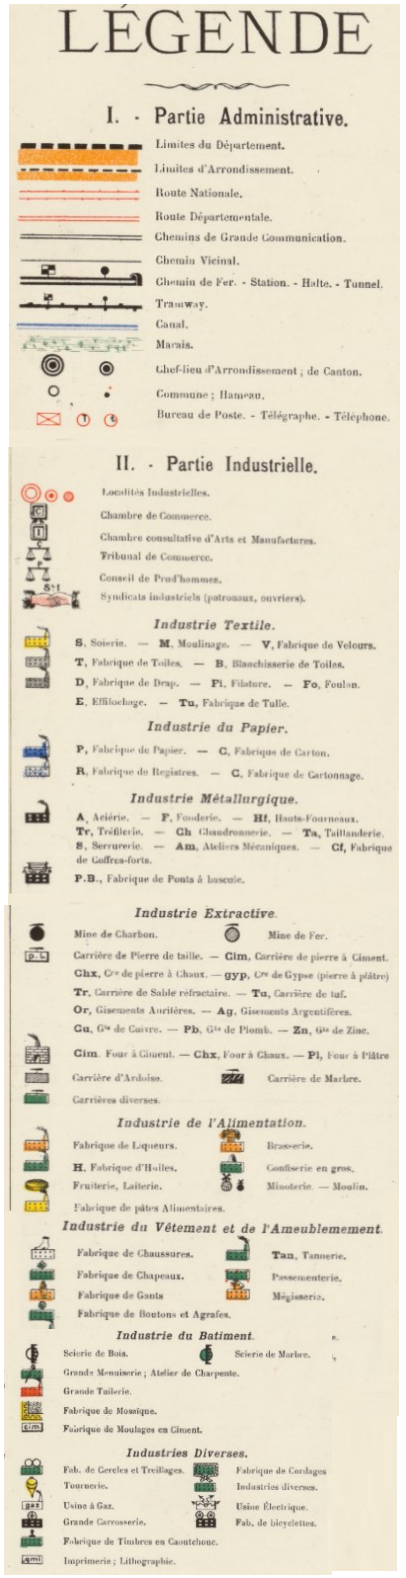 LÉGENDE
I. - Partie Administrative.
Limites du Département.
Limites d'Arrondissement.
Route Nationale.
Route Départementale.
Chemins de Grande Communication.
Chemin Vicinal.
Chemin de Fer. - Station. - Halte. - Tunnel.
Tramway.
Canal.
Marais.
Chef-lieu d'Arrondissement ; de Canton.
Commune ; Hameau.
Bureau de Poste. - Télégraphe. - Téléphone.
II. - Partie Industrielle.
Localités Industrielles.
C Chambre de Commerce.
I Chambre consultative d'Arts et Manufactures.
C Tribunal de Commerce.
P Conseil de Prud'hommes.
Syndicats industriels (patronaux, ouvriers).
Industrie Textile.
S, Soierie. — M, Moulinage. — V, Fabrique de Velours.
T, Fabrique de Toiles. — B, Blanchisserie de Toiles.
D, Fabrique de Drap. — Fi, Filature. — Fo, Foulon.
E, Effilochage. — Tu, Fabrique de Tulle.
Industrie du Papier.
P, Fabrique de Papier. — C, Fabrique de Carton.
R, Fabrique de Registres. — C, Fabrique de Cartonnage.
Industrie Métallurgique.
A, Aciérie. — F, Fonderie. — Hf, Hauts-Fourneaux.
Tr, Tréfilerie. — Ch Chaudronnerie. — Ta, Taillanderie.
S, Serrurerie. — Am, Ateliers Mécaniques. — Cf, Fabrique
de Coffres-forts.
P.B., Fabrique de Ponts à bascule.
Industrie Extractive.
Mine de Charbon. Mine de Fer.
p.t. Carrière de Pierre de taille. — Cim, Carrière de pierre à Ciment.
Chx, Cre de pierre à Chaux. — gyp, Cre de Gypse (pierre à plâtre)
Tr, Carrière de Sable réfractaire. — Tu, Carrière de tuf.
Or, Gisements Aurifères. — Ag, Gisements Argentifères.
Cu, Gts de Cuivre. — Pb, Gts de Plomb. — Zn, Gts de Zinc.
Cim. Four à Ciment. — Chx, Four à Chaux. — Pl, Four à Plâtre
Carrière d'Ardoise. Carrière de Marbre.
Carrières diverses.
Industrie de l'Alimentation.
Fabrique de Liqueurs. Brasserie.
H, Fabrique d'Huiles. Confiserie en gros.
Fruiterie, Laiterie. Minoterie. — Moulin.
Fabrique de pâtes Alimentaires.
Industrie du Vêtement et de l'Ameublemement.
Fabrique de Chaussures. Tan, Tannerie.
Fabrique de Chapeaux. Passementerie.
Fabrique de Gants Mégisserie.
Fabrique de Boutons et Agrafes.
Industrie du Batiment.
Scierie de Bois. Scierie de Marbre.
Grande Menuiserie ; Atelier de Charpente.
Grande Tuilerie.
Fabrique de Mosaïque.
cim Fabrique de Moulages en Ciment.
Industries Diverses.
Fab. de Cercles et Treillages. Fabrique de Cordages
Tournerie. Industries diverses.
gaz Usine à Gaz. Usine Électrique.
Grande Carrosserie. Fab. de bicyclettes.
Fabrique de Timbres en Caoutchouc.
Imprimerie ; Lithographie.